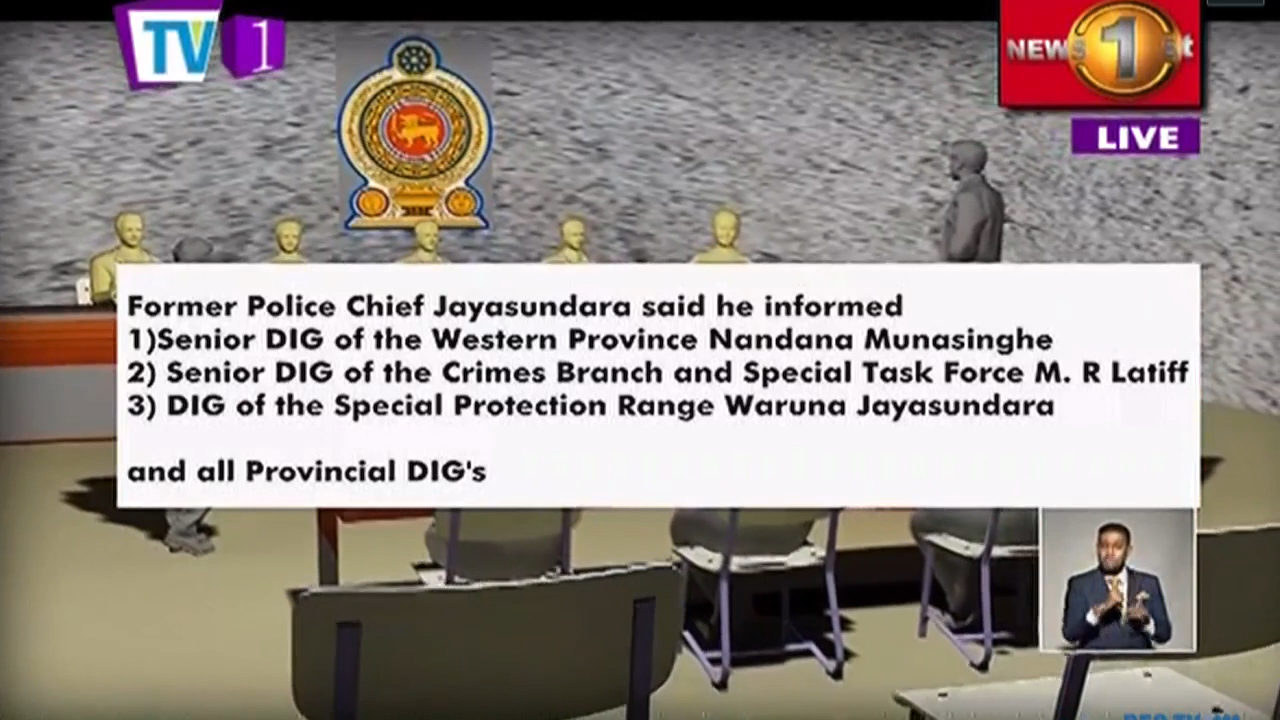 TV 1
NEWS 1st
LIVE
Former Police Chief Jayasundara said he informed
1)Senior DIG of the Western Province Nandana Munasinghe
2) Senior DIG of the Crimes Branch and Special Task Force M. R Latiff
3) DIG of the Special Protection Range Waruna Jayasundara
and all Provincial DIG's